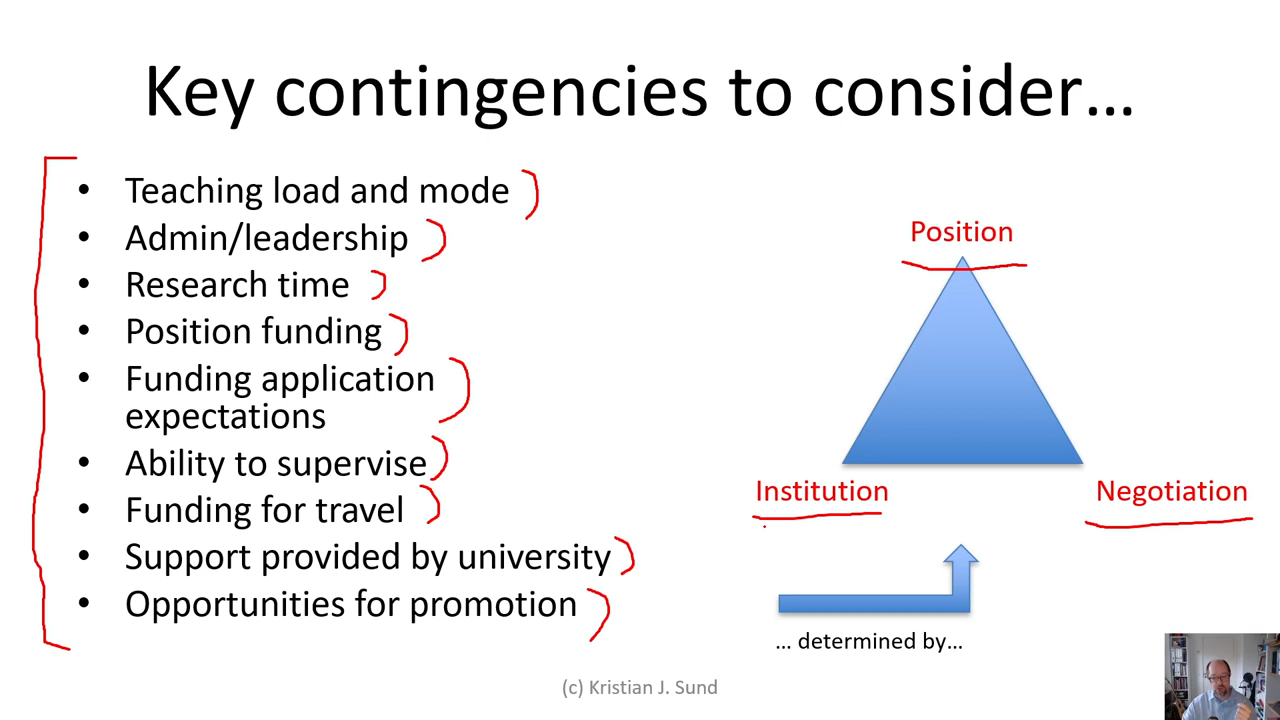 Key contingencies to consider…
• Teaching load and mode
• Admin/leadership
• Research time
• Position funding
• Funding application
expectations
• Ability to supervise
• Funding for travel
• Support provided by university
• Opportunities for promotion
Position
Institution
Negotiation
… determined by…
(c) Kristian J. Sund